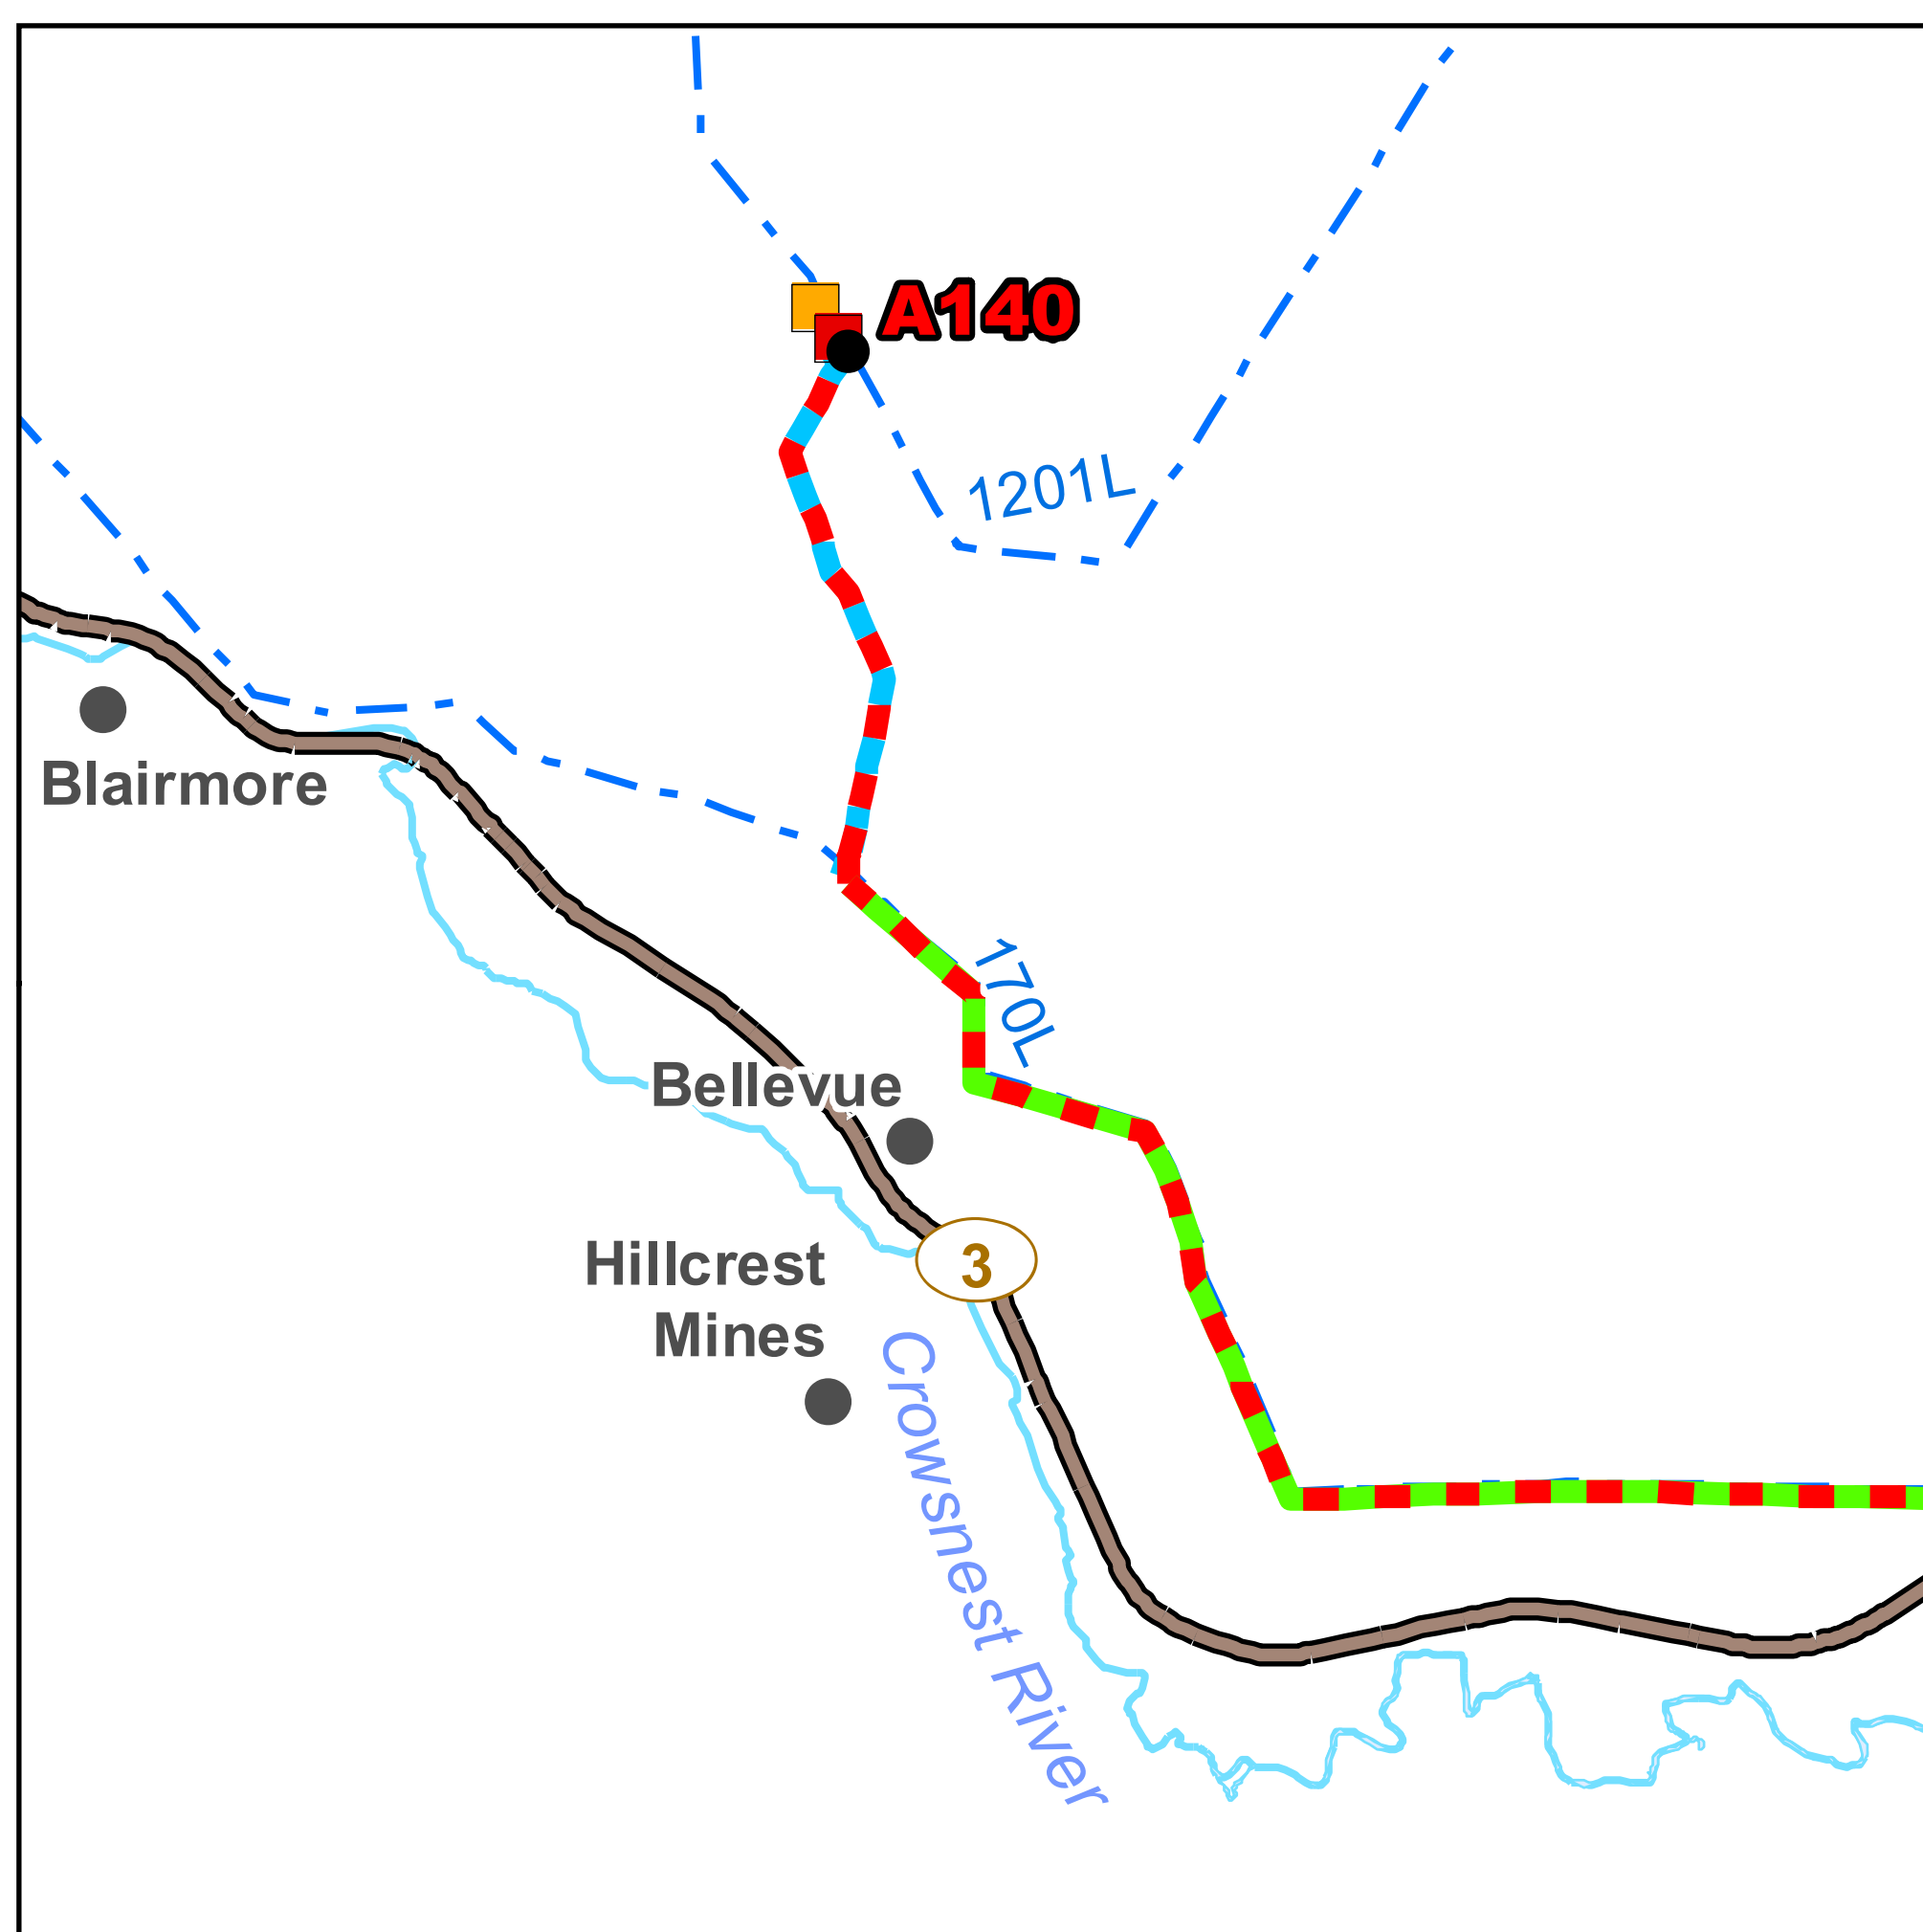 A140
1201L
Blairmore
170L
Bellevue
Hillcrest
Mines
3
Crowsnest River